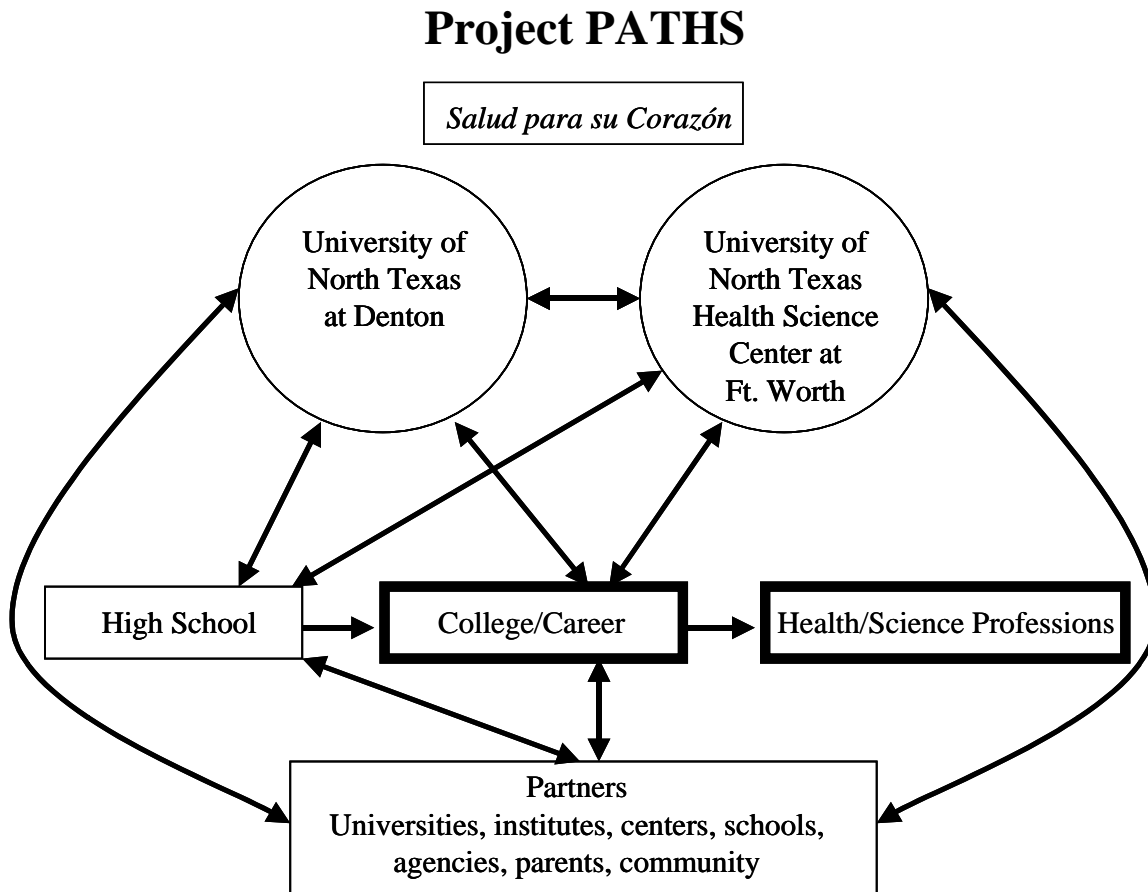 Project PATHS
Salud para su Corazón
University of
North Texas
at Denton
University of
North Texas
Health Science
Center at
Ft. Worth
High School
College/Career
Health/Science Professions
Partners
Universities, institutes, centers, schools,
agencies, parents, community